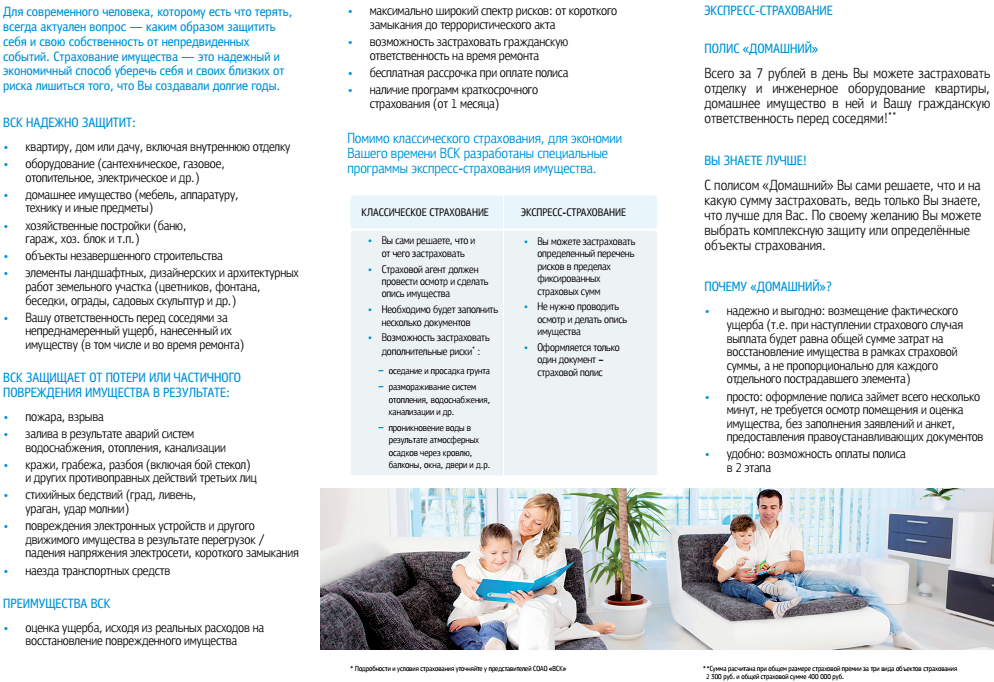 Для современного человека, которому есть что терять,
всегда актуален вопрос — каким образом защитить
себя и свою собственность от непредвиденных
событий. Страхование имущества — это надежный и
экономичный способ уберечь себя и своих близких от
риска лишиться того, что Вы создавали долгие годы.
ВСК НАДЕЖНО ЗАЩИТИТ:
• квартиру, дом или дачу, включая внутреннюю отделку
• оборудование (сантехническое, газовое,
отопительное, электрическое и др.)
• домашнее имущество (мебель, аппаратуру,
технику и иные предметы)
• хозяйственные постройки (баню,
гараж, хоз. блок и т.п.)
• объекты незавершенного строительства
• элементы ландшафтных, дизайнерских и архитектурных
работ земельного участка (цветников, фонтана,
беседки, ограды, садовых скульптур и др.)
• Вашу ответственность перед соседями за
непреднамеренный ущерб, нанесенный их
имуществу (в том числе и во время ремонта)
ВСК ЗАЩИЩАЕТ ОТ ПОТЕРИ ИЛИ ЧАСТИЧНОГО
ПОВРЕЖДЕНИЯ ИМУЩЕСТВА В РЕЗУЛЬТАТЕ:
• пожара, взрыва
• залива в результате аварий систем
водоснабжения, отопления, канализации
• кражи, грабежа, разбоя (включая бой стекол)
и других противоправных действий третьих лиц
• стихийных бедствий (град, ливень,
ураган, удар молнии)
• повреждения электронных устройств и другого
движимого имущества в результате перегрузок /
падения напряжения электросети, короткого замыкания
• наезда транспортных средств
ПРЕИМУЩЕСТВА ВСК
• оценка ущерба, исходя из реальных расходов на
восстановление поврежденного имущества
• максимально широкий спектр рисков: от короткого
замыкания до террористического акта
• возможность застраховать гражданскую
ответственность на время ремонта
• бесплатная рассрочка при оплате полиса
• наличие программ краткосрочного
страхования (от 1 месяца)
Помимо классического страхования, для экономии
Вашего времени ВСК разработаны специальные
программы экспресс-страхования имущества.
КЛАССИЧЕСКОЕ СТРАХОВАНИЕ
• Вы сами решаете, что и
от чего застраховать
• Страховой агент должен
провести осмотр и сделать
опись имущества
• Необходимо будет заполнить
несколько документов
• Возможность застраховать
дополнительные риски* :
– оседание и просадка грунта
– размораживание систем
отопления, водоснабжения,
канализации и др.
– проникновение воды в
результате атмосферных
осадков через кровлю,
балконы, окна, двери и д.р.
ЭКСПРЕСС-СТРАХОВАНИЕ
• Вы можете застраховать
определенный перечень
рисков в пределах
фиксированных
страховых сумм
• Не нужно проводить
осмотр и делать опись
имущества
• Оформляется только
один документ –
страховой полис
* Подробности и условия страхования уточняйте у представителей СОАО «ВСК»
ЭКСПРЕСС-СТРАХОВАНИЕ
ПОЛИС «ДОМАШНИЙ»
Всего за 7 рублей в день Вы можете застраховать
отделку и инженерное оборудование квартиры,
домашнее имущество в ней и Вашу гражданскую
ответственность перед соседями!**
ВЫ ЗНАЕТЕ ЛУЧШЕ!
С полисом «Домашний» Вы сами решаете, что и на
какую сумму застраховать, ведь только Вы знаете,
что лучше для Вас. По своему желанию Вы можете
выбрать комплексную защиту или определённые
объекты страхования.
ПОЧЕМУ «ДОМАШНИЙ»?
• надежно и выгодно: возмещение фактического
ущерба (т.е. при наступлении страхового случая
выплата будет равна общей сумме затрат на
восстановление имущества в рамках страховой
суммы, а не пропорционально для каждого
отдельного пострадавшего элемента)
• просто: оформление полиса займет всего несколько
минут, не требуется осмотр помещения и оценка
имущества, без заполнения заявлений и анкет,
предоставления правоустанавливающих документов
• удобно: возможность оплаты полиса
в 2 этапа
**Сумма расчитана при общем размере страховой премии за три вида объектов страхования
2 300 руб. и общей страховой сумме 400 000 руб.